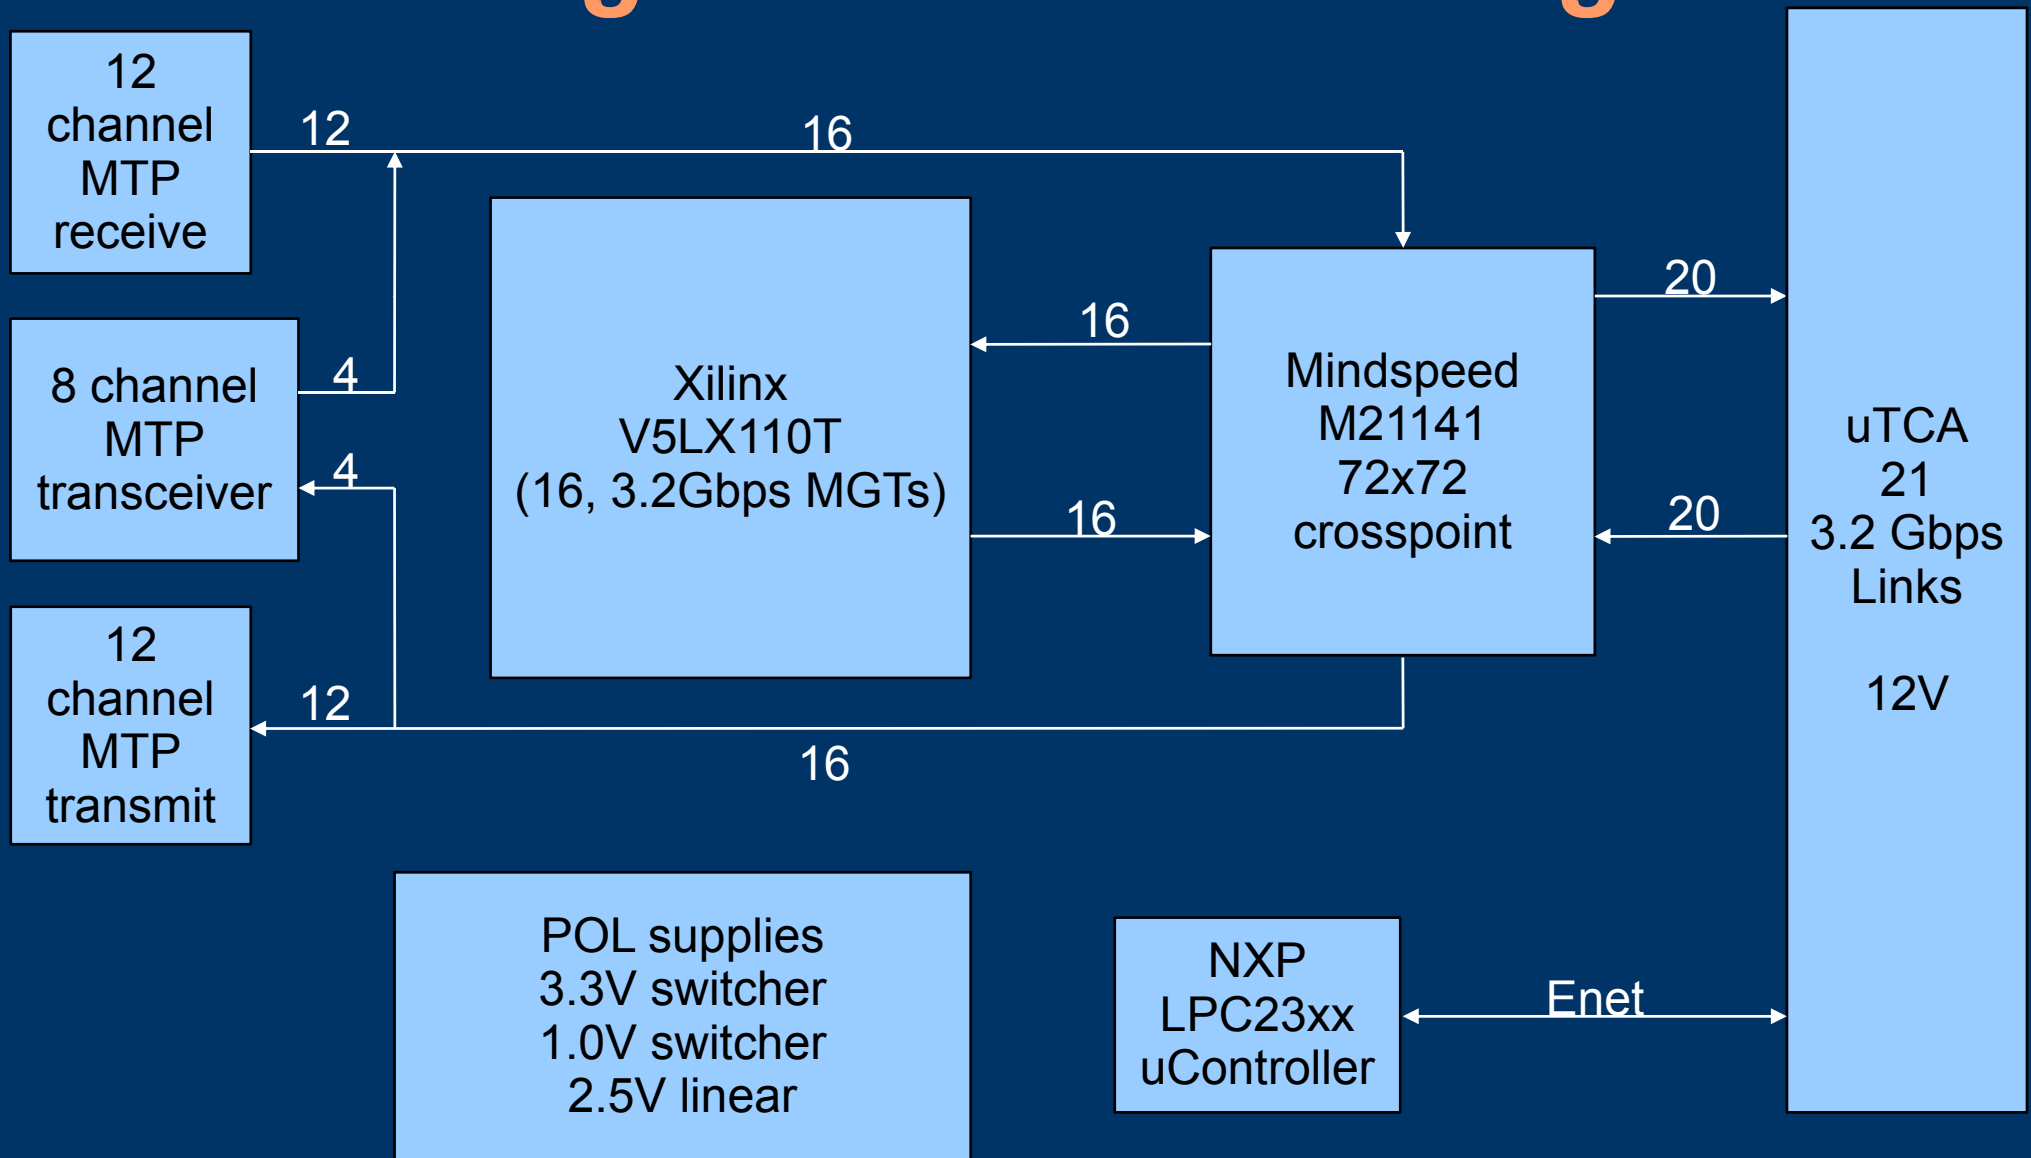 12
channel
MTP
receive
12
16
8 channel
MTP
transceiver
4
4
12
channel
MTP
transmit
12
16
Xilinx
V5LX110T
(16, 3.2Gbps MGTs)
16
16
Mindspeed
M21141
72x72
crosspoint
20
20
uTCA
21
3.2 Gbps
Links
12V
POL supplies
3.3V switcher
1.0V switcher
2.5V linear
NXP
LPC23xx
uController
Enet